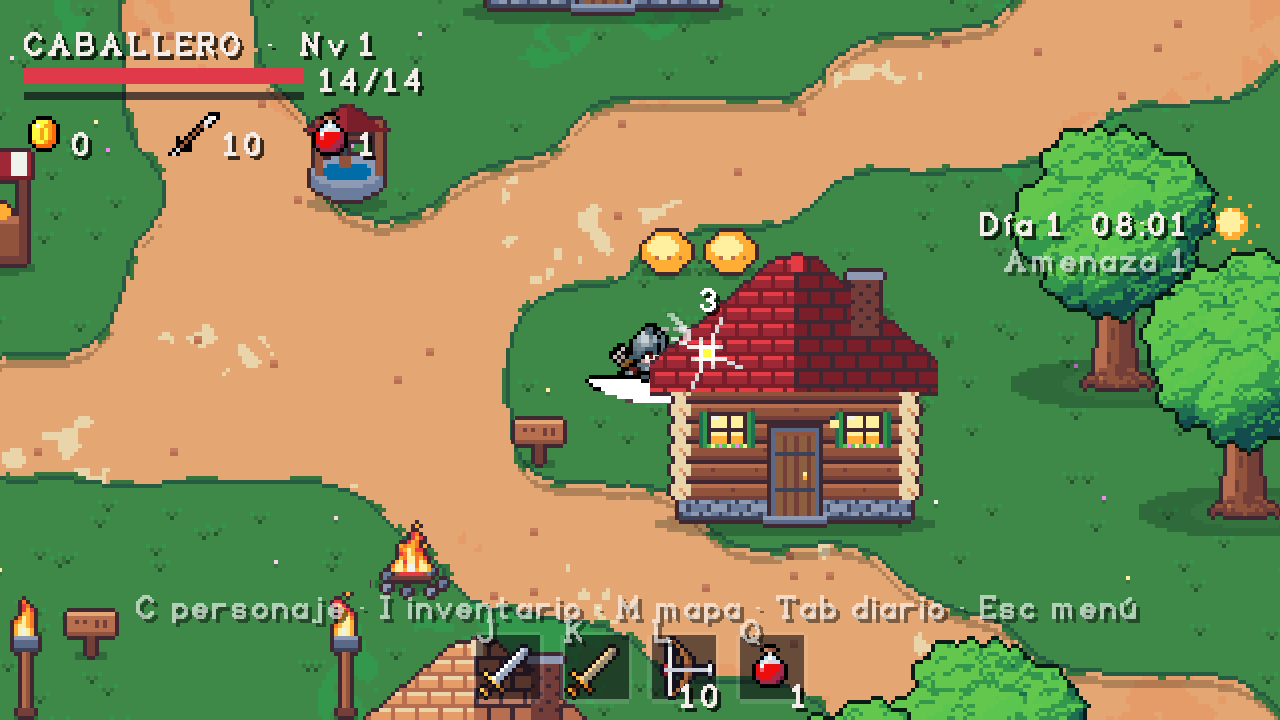 CABALLERO · Nv 1
14/14
0
10
1
Día 1 08:01
Amenaza 1
3
C personaje · I inventario · M mapa · Tab diario · Esc menú
J K L Q
10 1